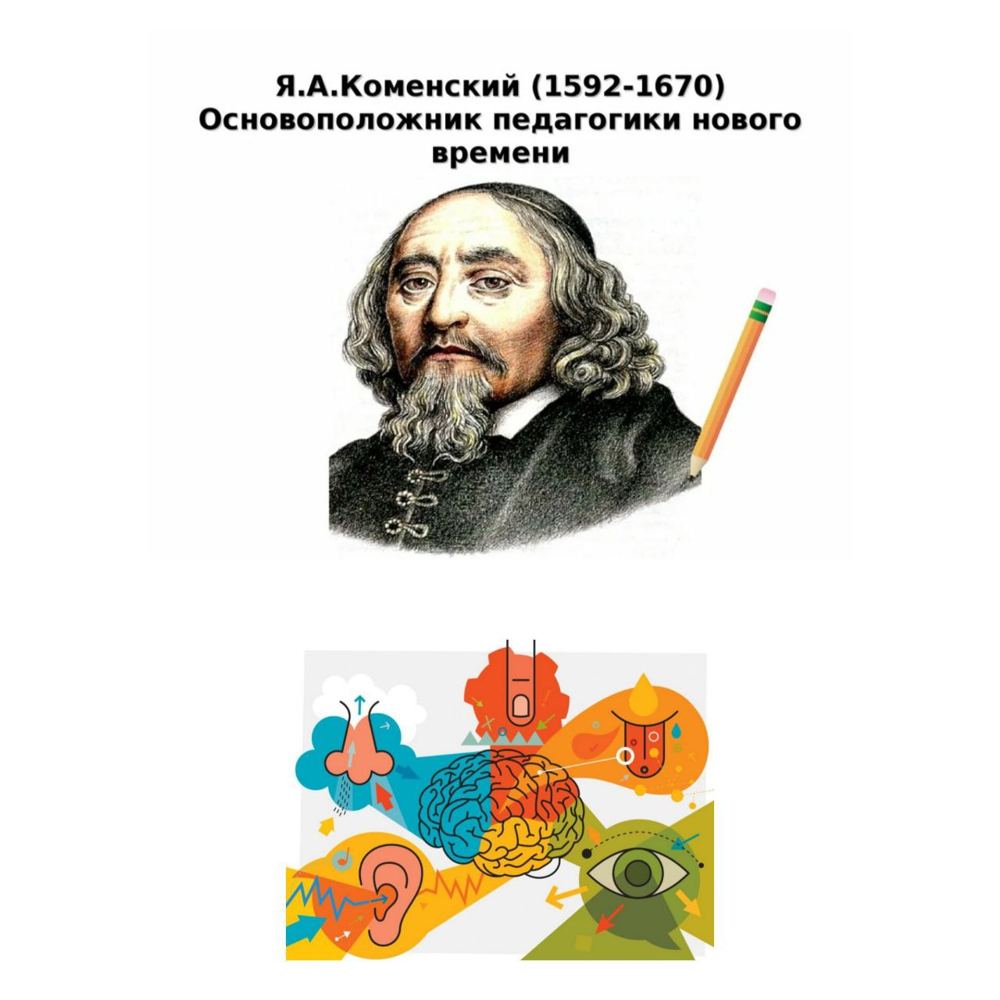 Я.А.Коменский (1592-1670)
Основоположник педагогики нового
времени